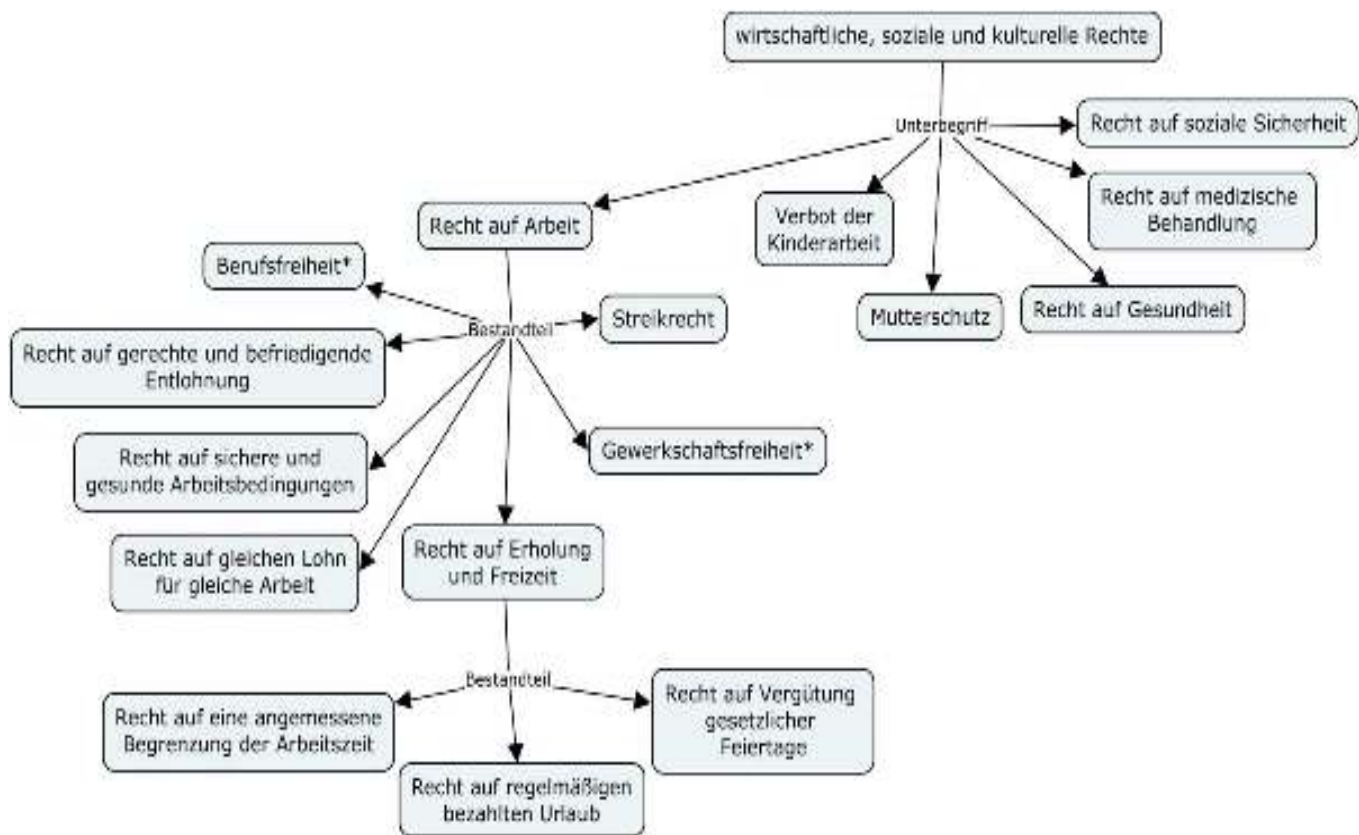 wirtschaftliche, soziale und kulturelle Rechte
Unterbegriff
Recht auf soziale Sicherheit
Recht auf medizische
Behandlung
Recht auf Arbeit
Verbot der
Kinderarbeit
Berufsfreiheit*
Mutterschutz
Recht auf Gesundheit
Streikrecht
Bestandteil
Recht auf gerechte und befriedigende
Entlohnung
Gewerkschaftsfreiheit*
Recht auf sichere und
gesunde Arbeitsbedingungen
Recht auf gleichen Lohn
für gleiche Arbeit
Recht auf Erholung
und Freizeit
Bestandteil
Recht auf eine angemessene
Begrenzung der Arbeitszeit
Recht auf Vergütung
gesetzlicher
Feiertage
Recht auf regelmäßigen
bezahlten Urlaub